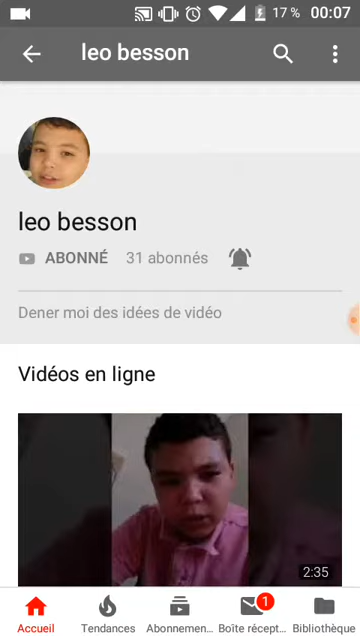 17 % 00:07
leo besson
leo besson
ABONNÉ 31 abonnés
Dener moi des idées de vidéo
Vidéos en ligne
2:35
1
Accueil Tendances Abonnemen... Boîte récept... Bibliothèque